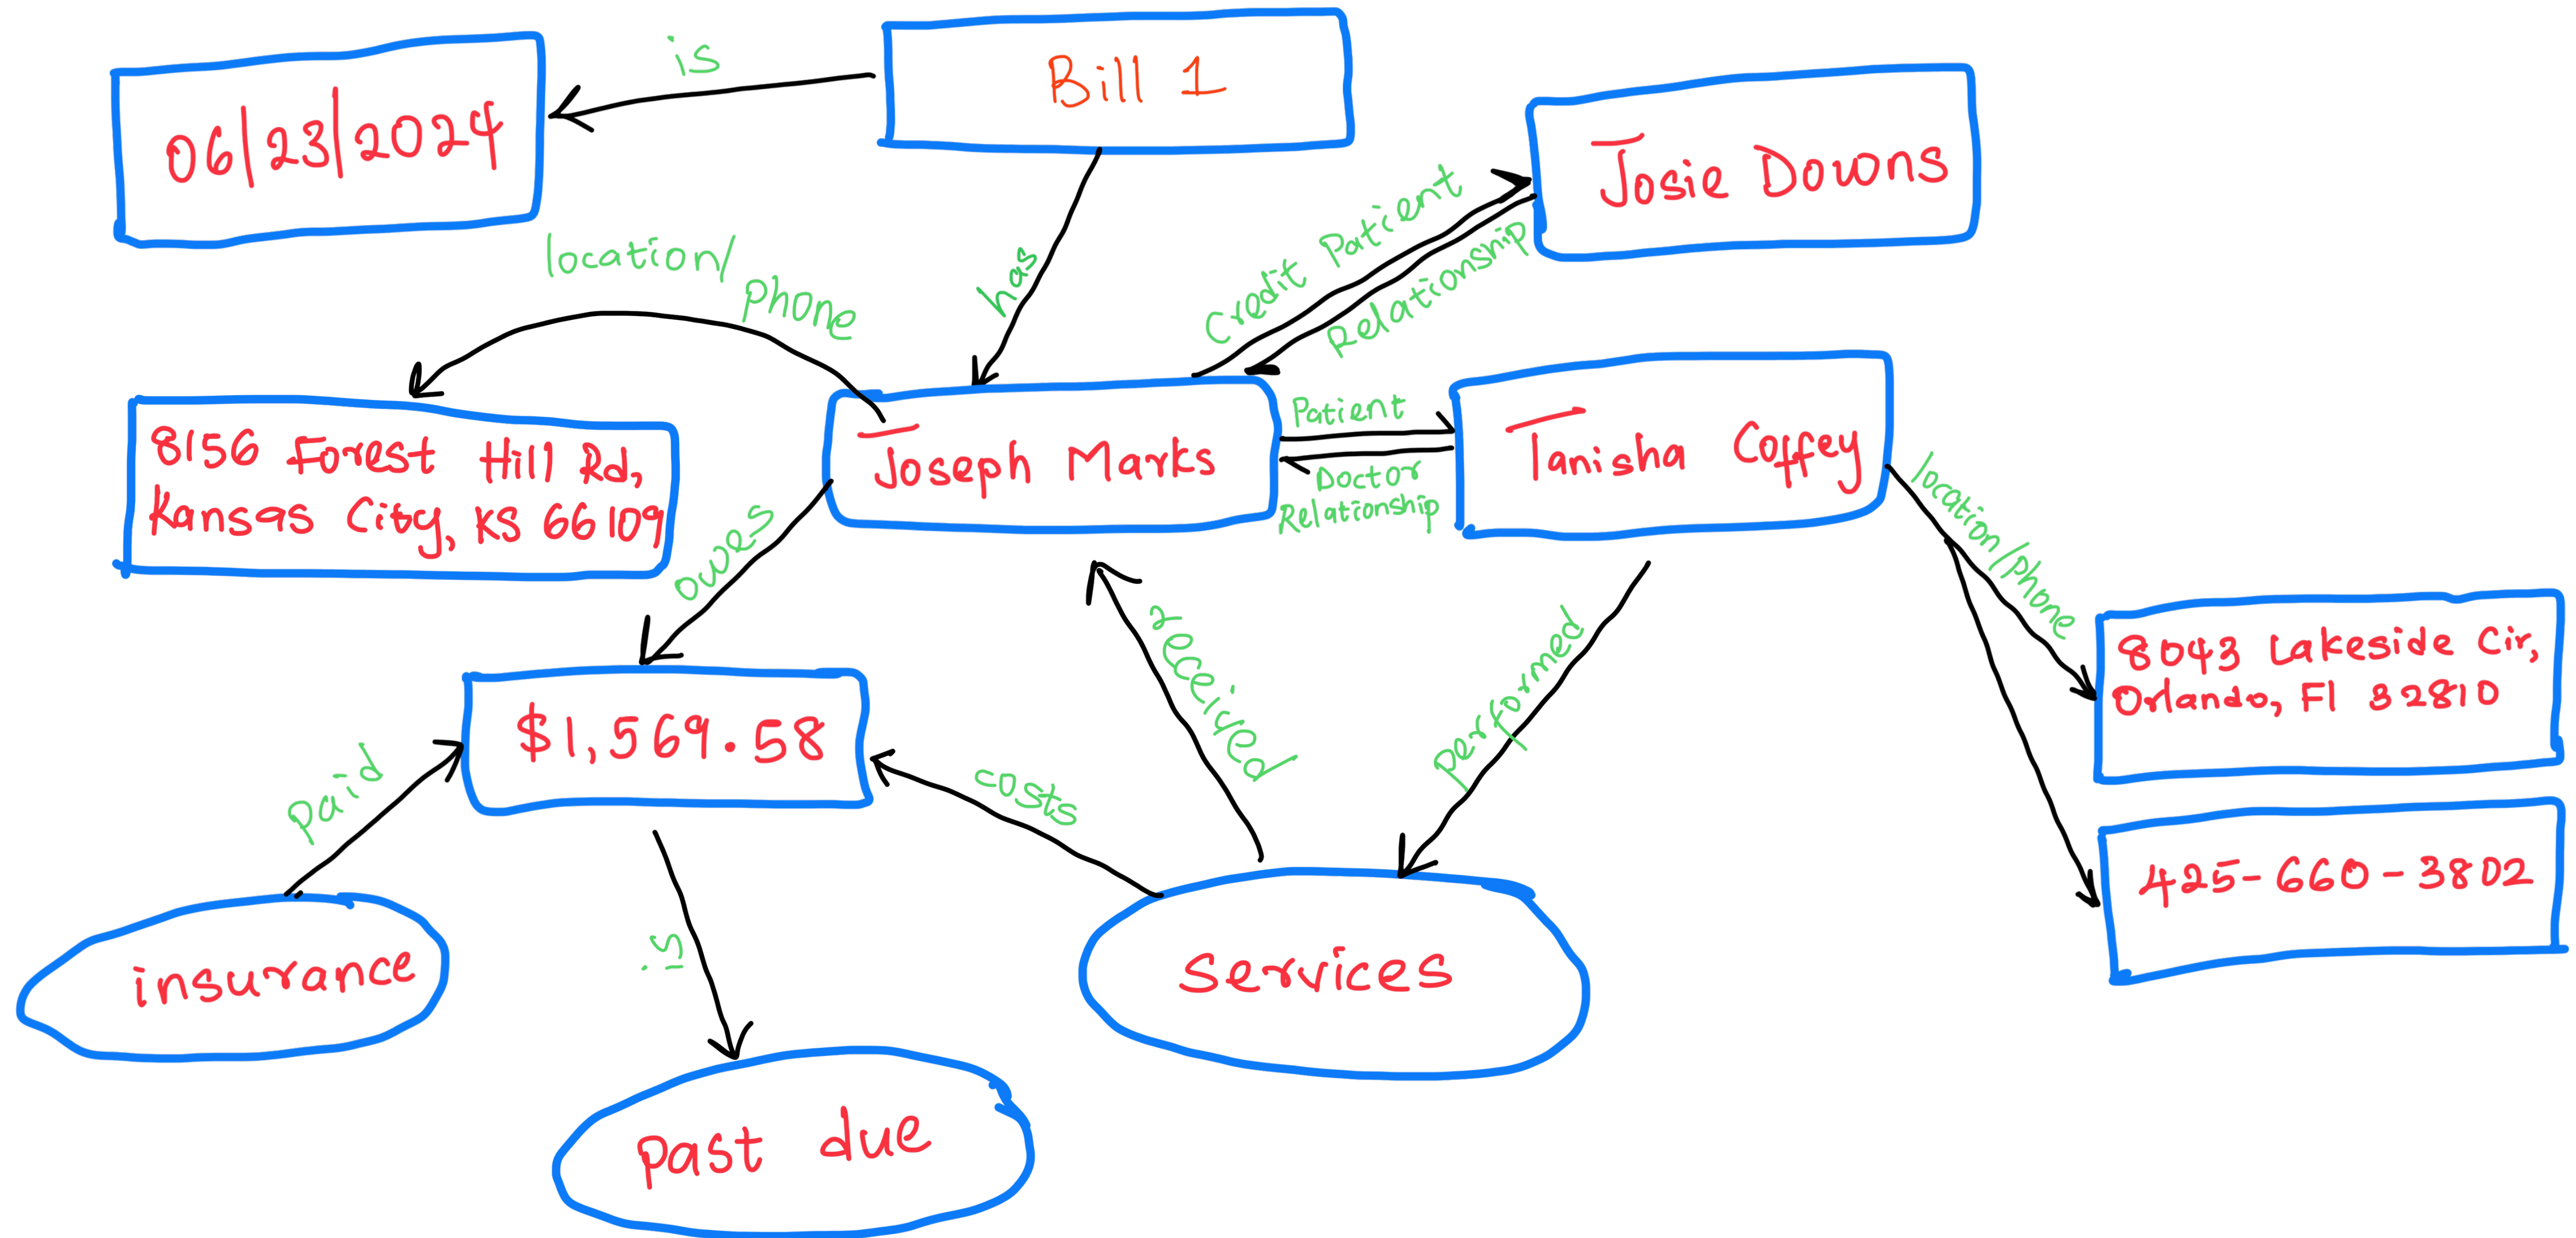 Bill 1
is
06/23/2024
Josie Downs
location/
Phone
has
Credit Patient
Relationship
8156 Forest Hill Rd,
Kansas City, KS 66109
Joseph Marks
Patient
Doctor
Relationship
Tanisha Coffey
location/phone
owes
received
performed
8043 Lakeside Cir,
Orlando, Fl 32810
$1,569.58
paid
costs
425-660-3802
is
insurance
Services
past due